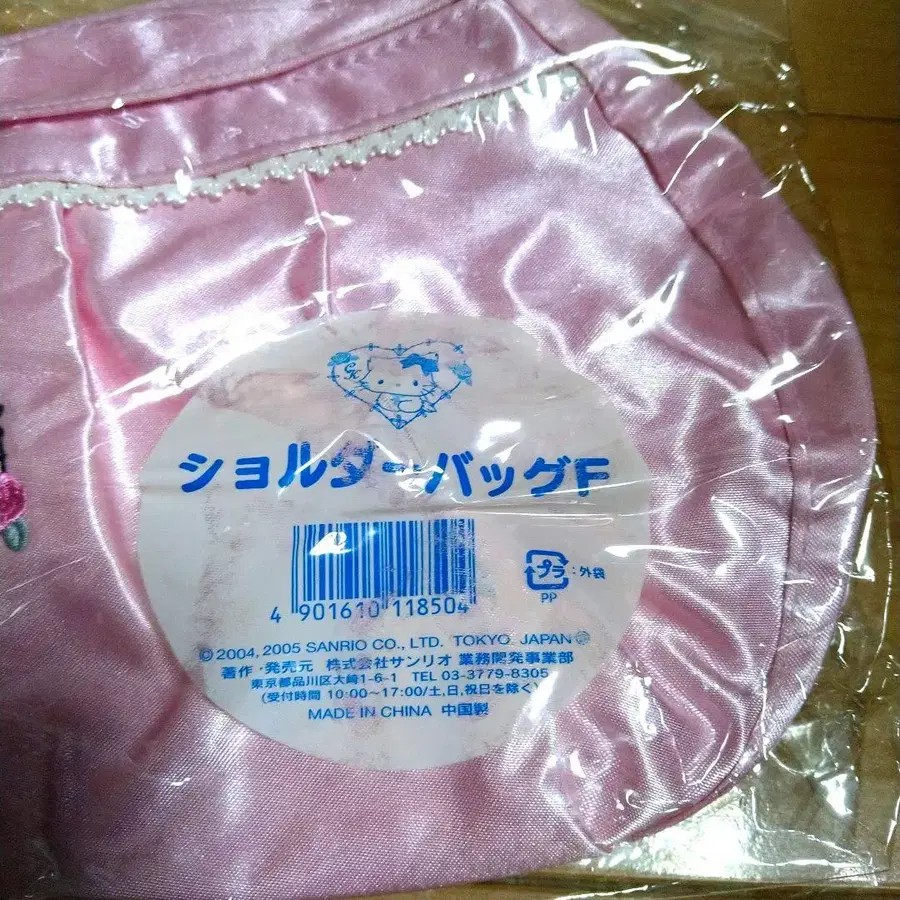 CK
ショルダーバッグF
4 901610 118504
プラ :外袋
PP
©2004, 2005 SANRIO CO., LTD. TOKYO, JAPAN
著作・発売元 株式会社サンリオ 業務開発事業部
東京都品川区大崎1-6-1 TEL 03-3779-8305
(受付時間 10:00~17:00/土,日,祝日を除く)
MADE IN CHINA 中国製